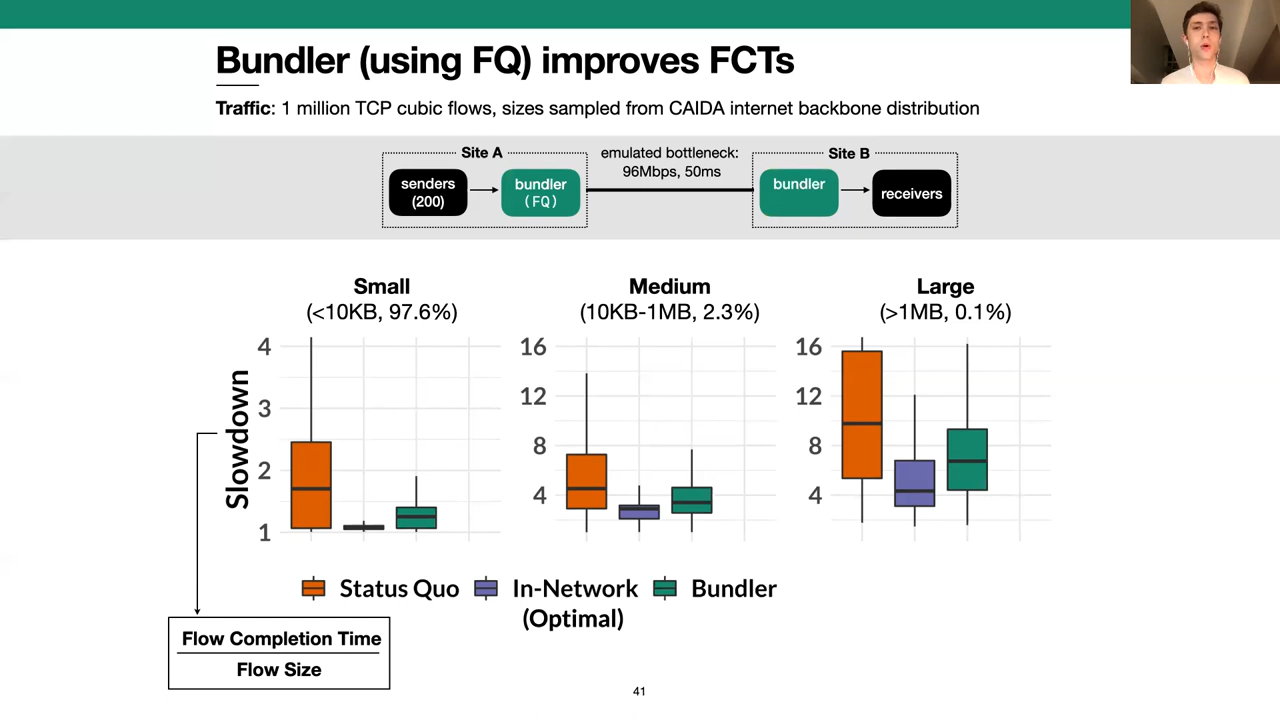 Bundler (using FQ) improves FCTs
Traffic: 1 million TCP cubic flows, sizes sampled from CAIDA internet backbone distribution
Site A
emulated bottleneck:
96Mbps, 50ms
Site B
senders
(200)
bundler
(FQ)
bundler
receivers
Small
(<10KB, 97.6%)
Medium
(10KB-1MB, 2.3%)
Large
(>1MB, 0.1%)
Slowdown
4
3
2
1
16
12
8
4
16
12
8
4
Status Quo
In-Network
(Optimal)
Bundler
Flow Completion Time
Flow Size
41